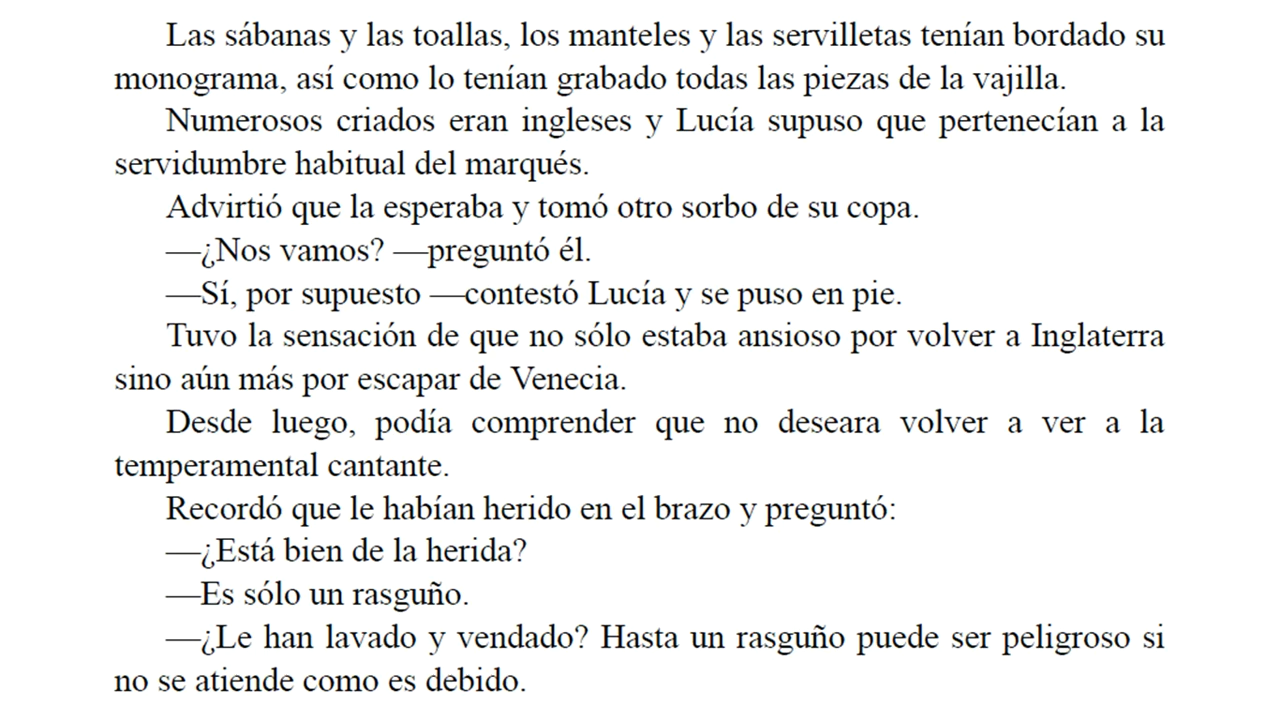 Las sábanas y las toallas, los manteles y las servilletas tenían bordado su
monograma, así como lo tenían grabado todas las piezas de la vajilla.
Numerosos criados eran ingleses y Lucía supuso que pertenecían a la
servidumbre habitual del marqués.
Advirtió que la esperaba y tomó otro sorbo de su copa.
—¿Nos vamos? —preguntó él.
—Sí, por supuesto —contestó Lucía y se puso en pie.
Tuvo la sensación de que no sólo estaba ansioso por volver a Inglaterra
sino aún más por escapar de Venecia.
Desde luego, podía comprender que no deseara volver a ver a la
temperamental cantante.
Recordó que le habían herido en el brazo y preguntó:
—¿Está bien de la herida?
—Es sólo un rasguño.
—¿Le han lavado y vendado? Hasta un rasguño puede ser peligroso si
no se atiende como es debido.